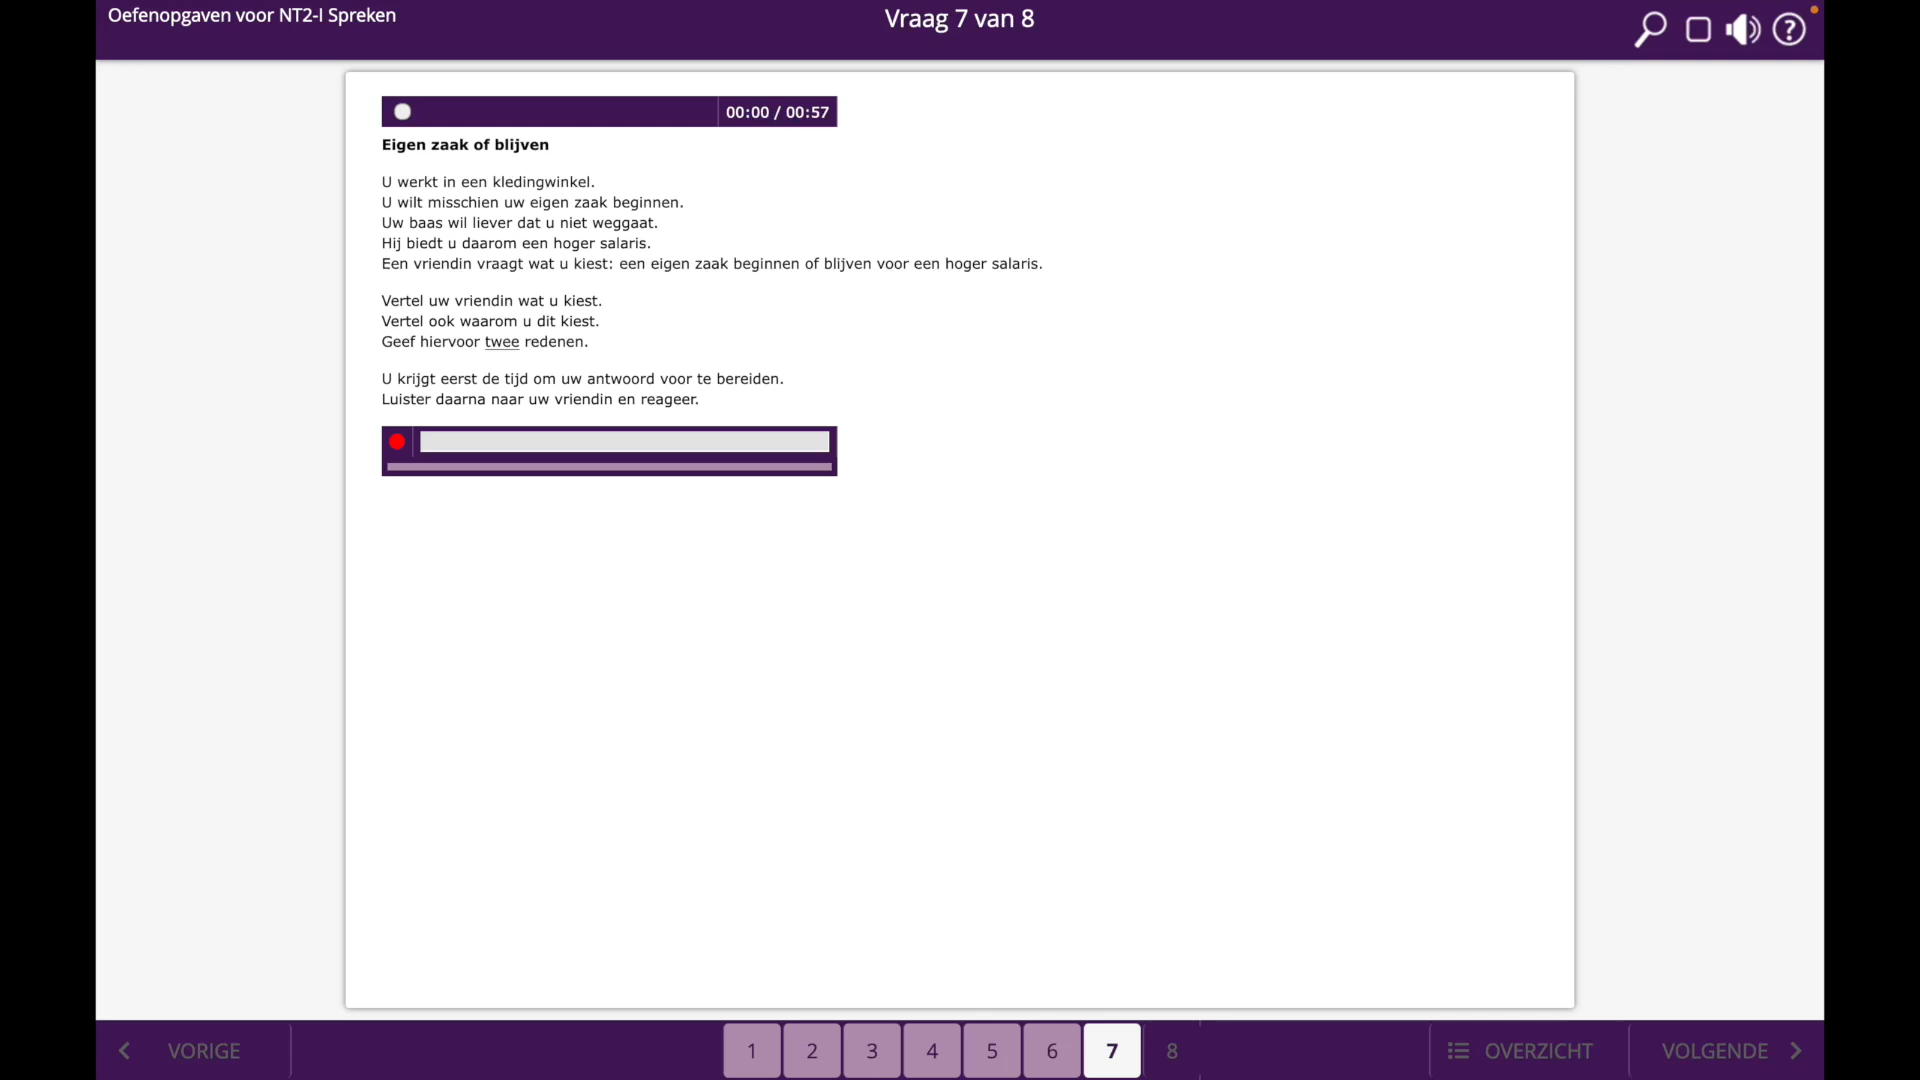 Oefenopgaven voor NT2-I Spreken
Vraag 7 van 8
00:00 / 00:57
Eigen zaak of blijven
U werkt in een kledingwinkel.
U wilt misschien uw eigen zaak beginnen.
Uw baas wil liever dat u niet weggaat.
Hij biedt u daarom een hoger salaris.
Een vriendin vraagt wat u kiest: een eigen zaak beginnen of blijven voor een hoger salaris.
Vertel uw vriendin wat u kiest.
Vertel ook waarom u dit kiest.
Geef hiervoor twee redenen.
U krijgt eerst de tijd om uw antwoord voor te bereiden.
Luister daarna naar uw vriendin en reageer.
VORIGE
1 2 3 4 5 6 7 8
OVERZICHT
VOLGENDE